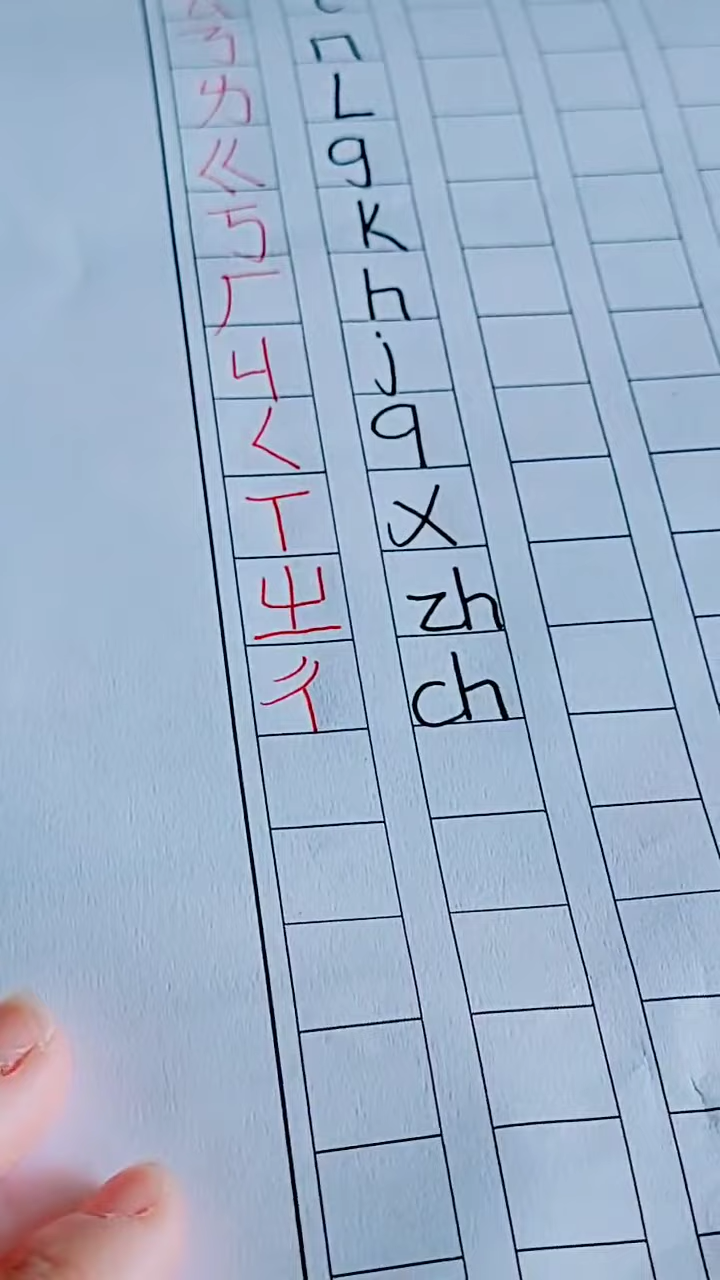 ㄋ n
ㄌ L
ㄍ g
ㄎ k
ㄏ h
ㄐ j
ㄑ q
ㄒ x
ㄓ zh
ㄔ ch